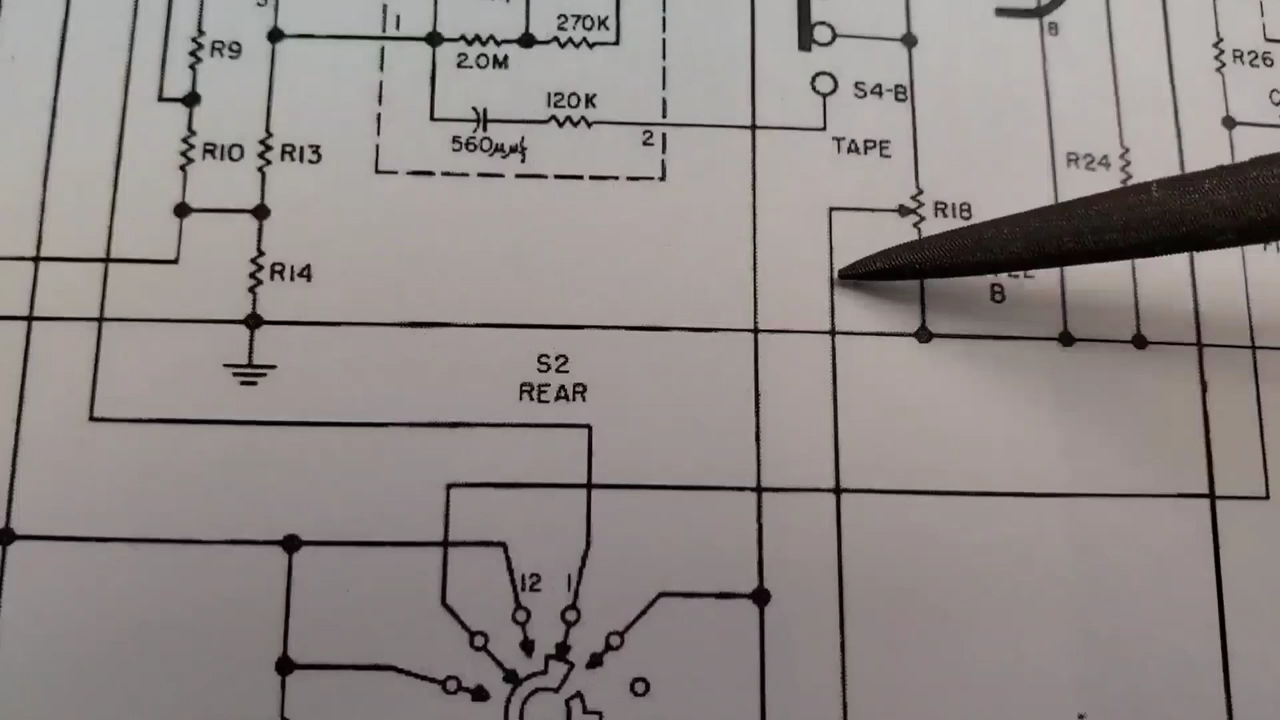 1
270K
2.0M
R9
8
R26
S4-B
120K
560µµf
2
TAPE
R10
R13
R24
R18
R14
B
S2
REAR
12
1